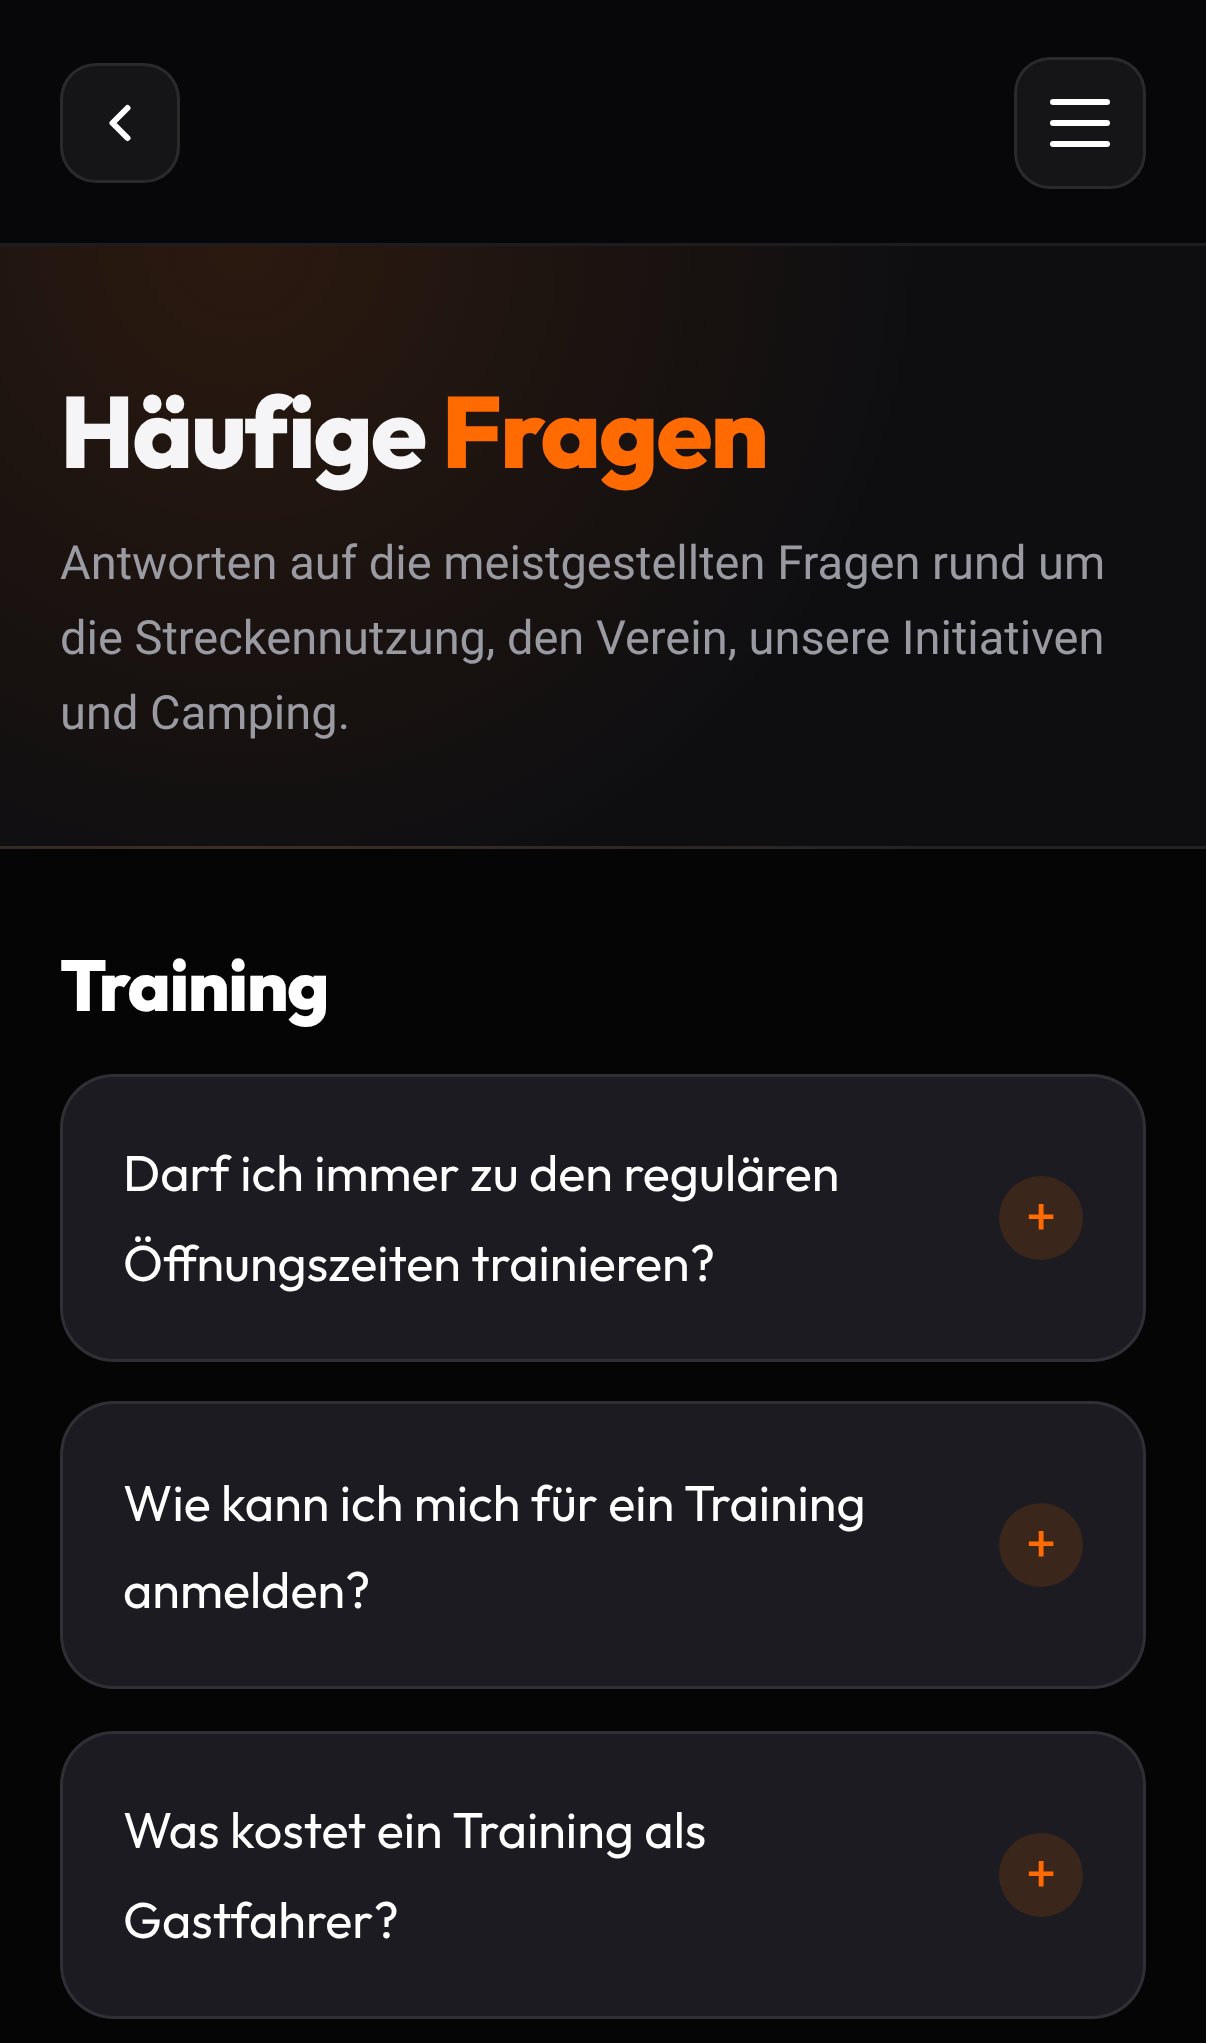 Häufige Fragen
Antworten auf die meistgestellten Fragen rund um
die Streckennutzung, den Verein, unsere Initiativen
und Camping.
Training
Darf ich immer zu den regulären
Öffnungszeiten trainieren?
+
Wie kann ich mich für ein Training
anmelden?
+
Was kostet ein Training als
Gastfahrer?
+